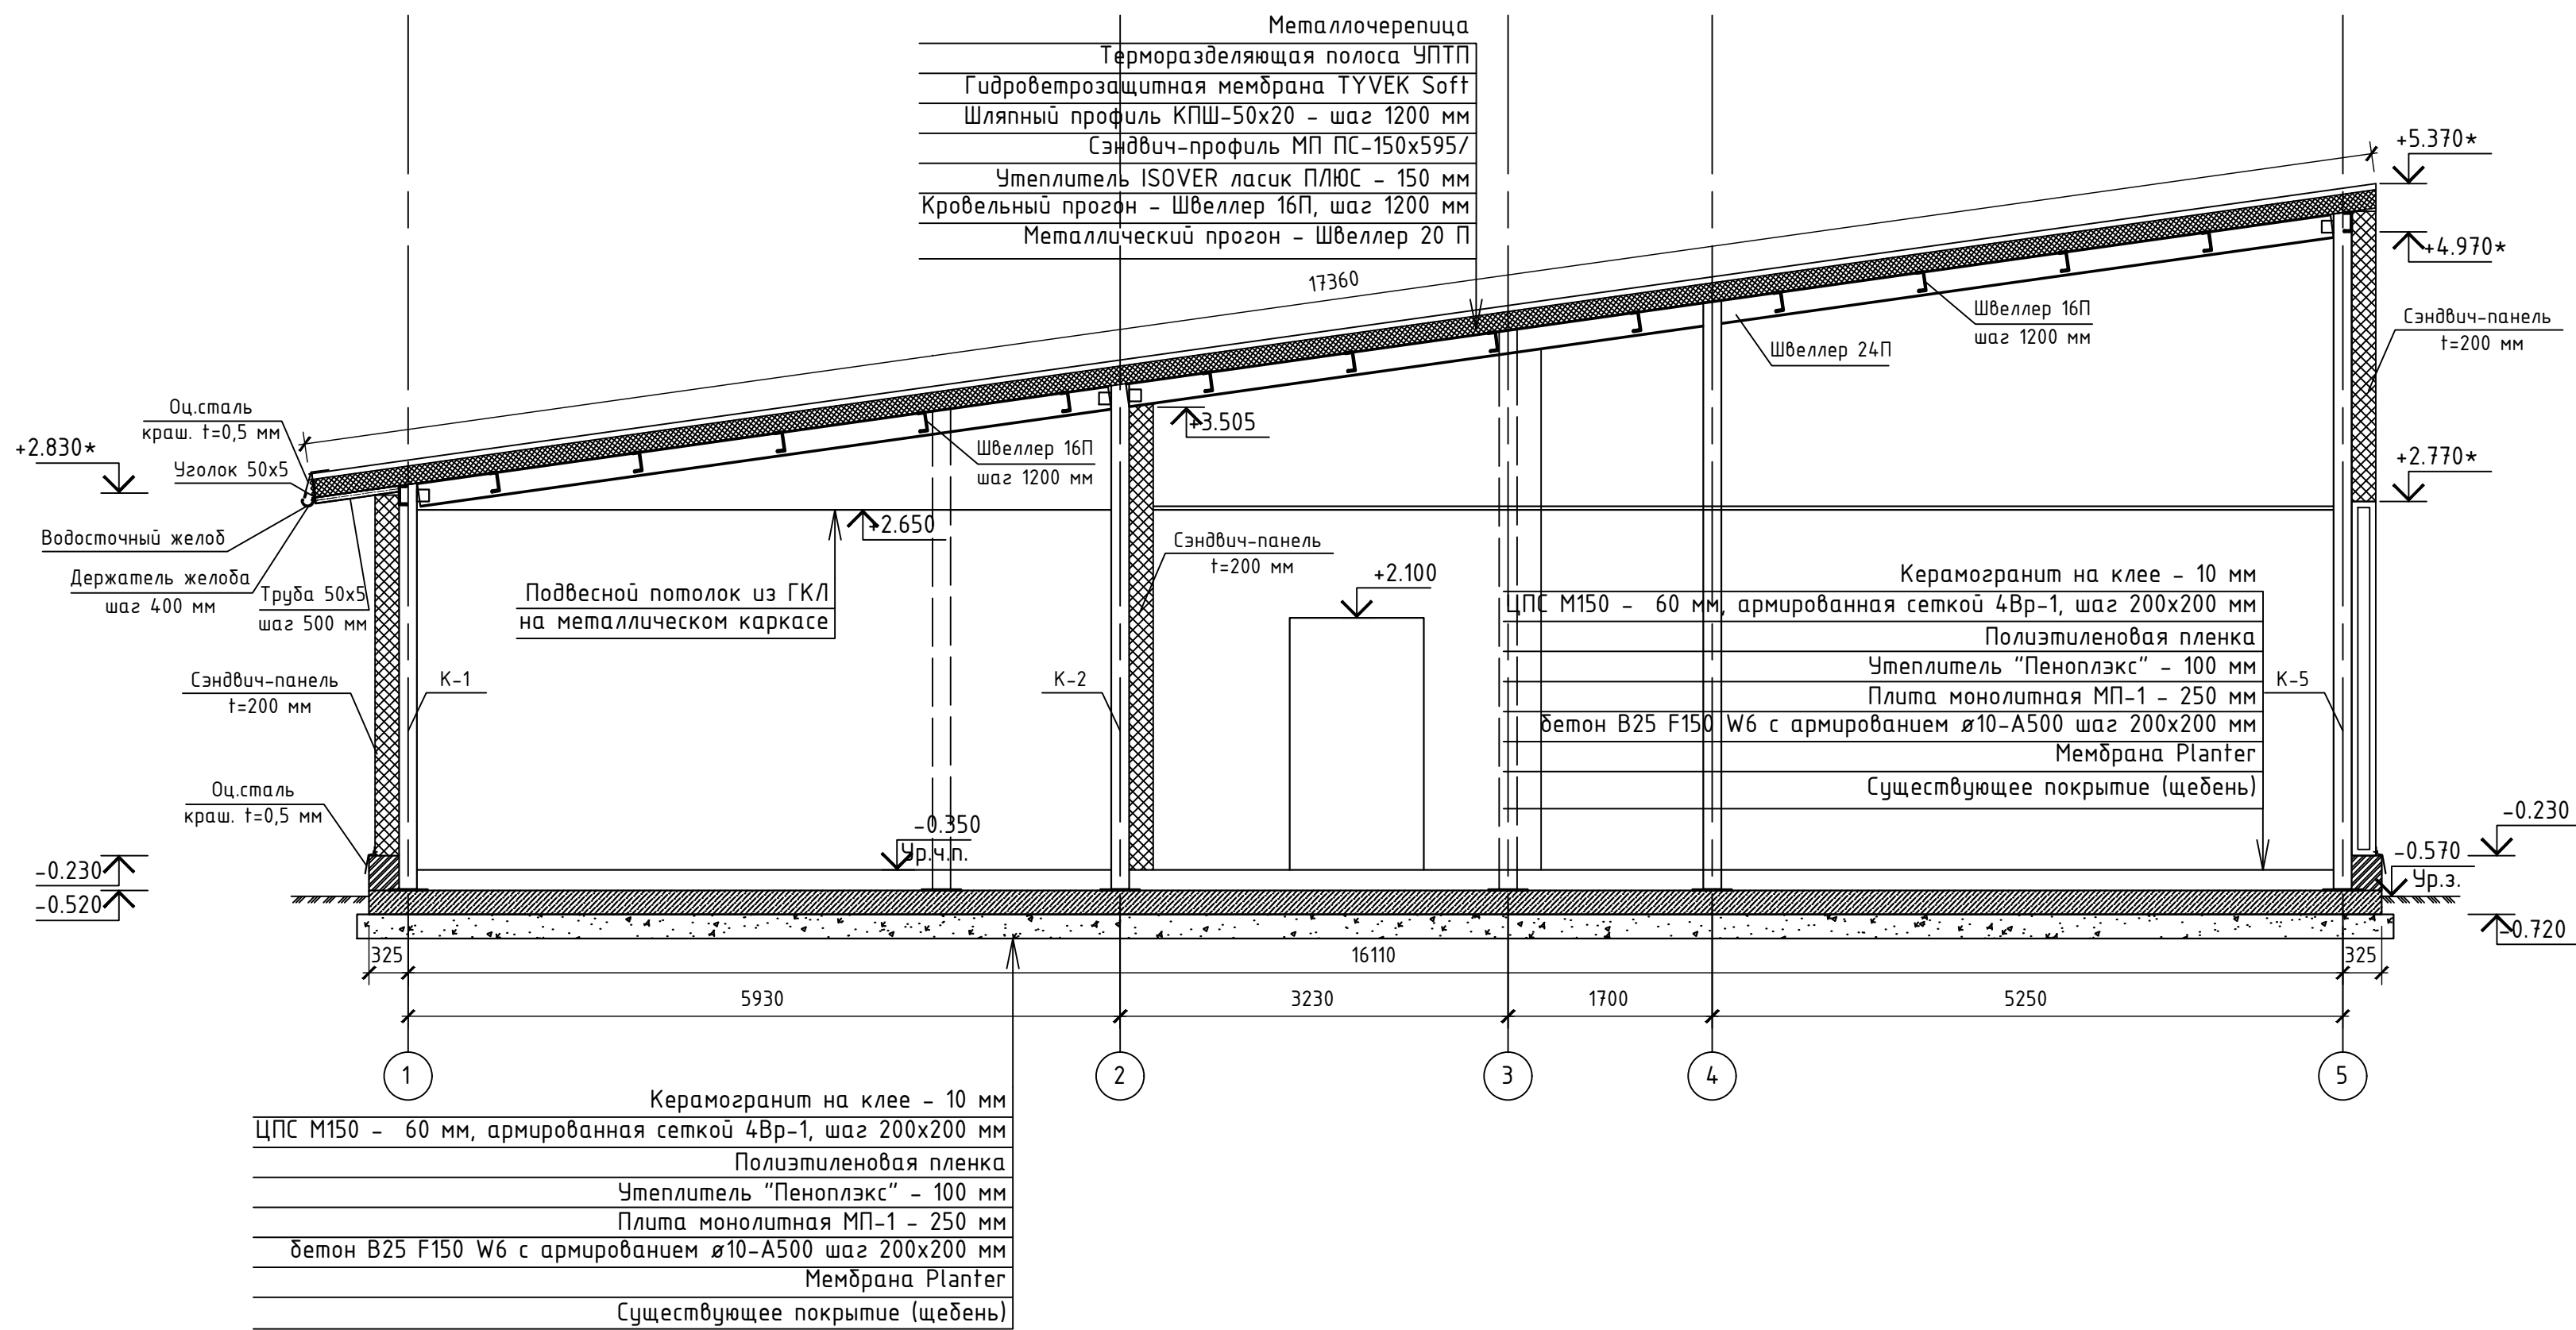 Металлочерепица
Терморазделяющая полоса УПТП
Гидроветрозащитная мембрана TYVEK Soft
Шляпный профиль КПШ-50х20 - шаг 1200 мм
Сэндвич-профиль МП ПС-150х595/
Утеплитель ISOVER ласик ПЛЮС - 150 мм
Кровельный прогон - Швеллер 16П, шаг 1200 мм
Металлический прогон - Швеллер 20 П
+5.370*
+4.970*
17360
Швеллер 16П
шаг 1200 мм
Сэндвич-панель
t=200 мм
Швеллер 24П
Оц.сталь
краш. t=0,5 мм
+2.830*
Уголок 50х5
+3.505
Швеллер 16П
шаг 1200 мм
+2.770*
Водосточный желоб
+2.650
Держатель желоба
шаг 400 мм
Труба 50х5
шаг 500 мм
Подвесной потолок из ГКЛ
на металлическом каркасе
Сэндвич-панель
t=200 мм
+2.100
Керамогранит на клее - 10 мм
ЦПС М150 - 60 мм, армированная сеткой 4Вр-1, шаг 200х200 мм
Полиэтиленовая пленка
Утеплитель "Пеноплэкс" - 100 мм
Плита монолитная МП-1 - 250 мм
бетон В25 F150 W6 с армированием ø10-А500 шаг 200х200 мм
Мембрана Planter
Существующее покрытие (щебень)
Сэндвич-панель
t=200 мм
К-1
К-2
К-5
Оц.сталь
краш. t=0,5 мм
-0.350
Ур.ч.п.
-0.230
-0.520
-0.230
-0.570
Ур.з.
-0.720
325
16110
325
5930
3230
1700
5250
1
2
3
4
5
Керамогранит на клее - 10 мм
ЦПС М150 - 60 мм, армированная сеткой 4Вр-1, шаг 200х200 мм
Полиэтиленовая пленка
Утеплитель "Пеноплэкс" - 100 мм
Плита монолитная МП-1 - 250 мм
бетон В25 F150 W6 с армированием ø10-А500 шаг 200х200 мм
Мембрана Planter
Существующее покрытие (щебень)